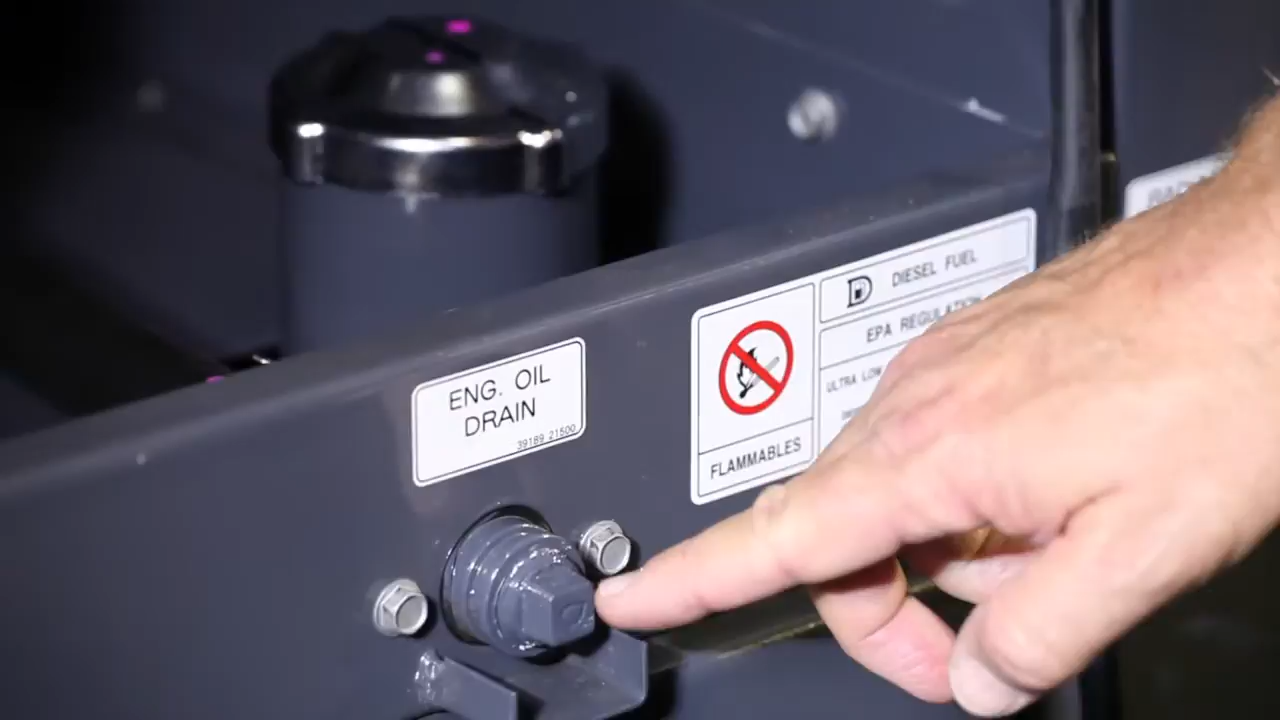 ENG. OIL
DRAIN
39189 21500
D DIESEL FUEL
EPA REGULATION
ULTRA LOW
FLAMMABLES